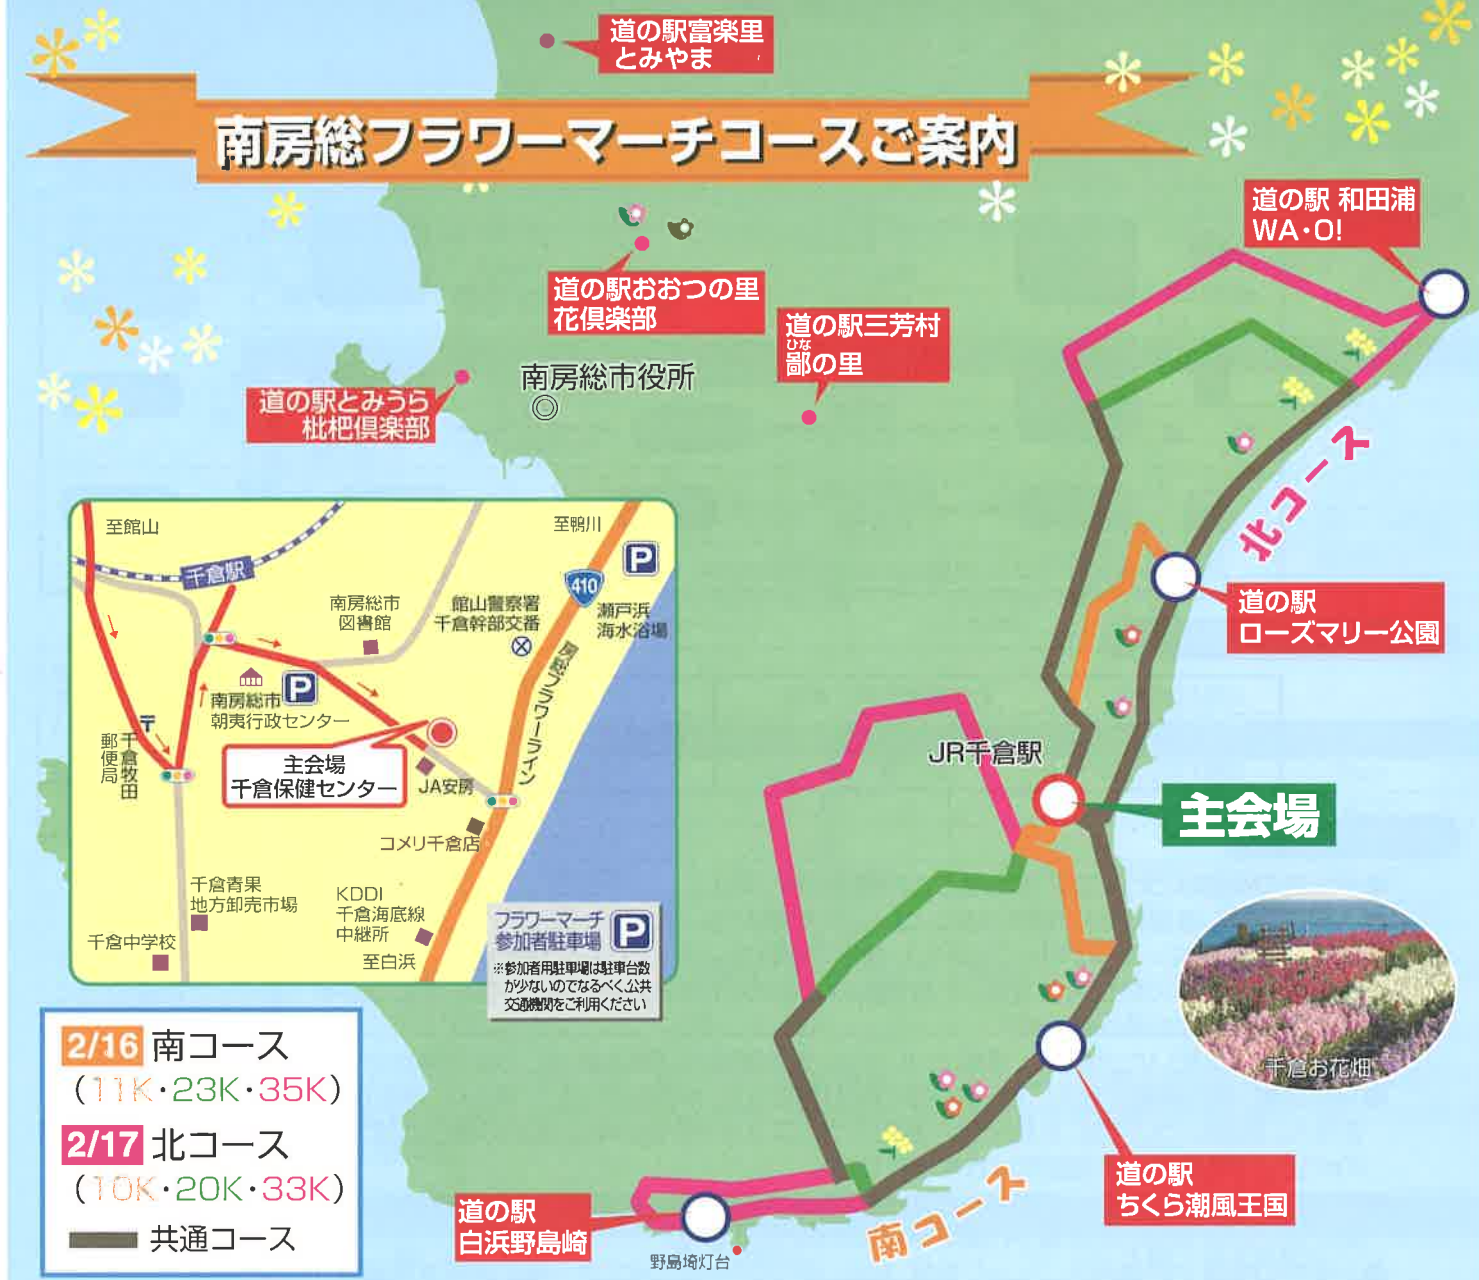 道の駅富楽里
とみやま
南房総フラワーマーチコースご案内
道の駅 和田浦
WA・O!
道の駅おおつの里
花倶楽部
道の駅三芳村
ひな
鄙の里
南房総市役所
道の駅とみうら
枇杷倶楽部
北コース
至館山
至鴨川
千倉駅
P
410
南房総市
図書館
館山警察署
千倉幹部交番
瀬戸浜
海水浴場
房総フラワーライン
P
南房総市
朝夷行政センター
〒
千倉牧田
郵便局
主会場
千倉保健センター
JA安房
コメリ千倉店
千倉青果
地方卸売市場
KDDI
千倉海底線
中継所
千倉中学校
至白浜
フラワーマーチ
参加者駐車場
P
※参加者用駐車場は駐車台数
が少ないのでなるべく、公共
交通機関をご利用ください
道の駅
ローズマリー公園
JR千倉駅
主会場
千倉お花畑
2/16 南コース
(11K・23K・35K)
2/17 北コース
(10K・20K・33K)
共通コース
道の駅
白浜野島崎
野島埼灯台
南コース
道の駅
ちくら潮風王国